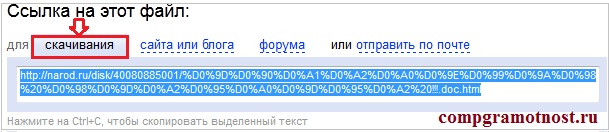 Ссылка на этот файл:
для скачивания сайта или блога форума или отправить по почте
http://narod.ru/disk/40080885001/%D0%9D%D0%90%D0%A1%D0%A2%D0%A0%D0%9E%D0%99%D0%9A%D0%98
%20%D0%98%D0%9D%D0%A2%D0%95%D0%A0%D0%9D%D0%95%D0%A2%20!!!.doc.html
Нажмите на Ctrl+C, чтобы скопировать выделенный текст
compgramotnost.ru